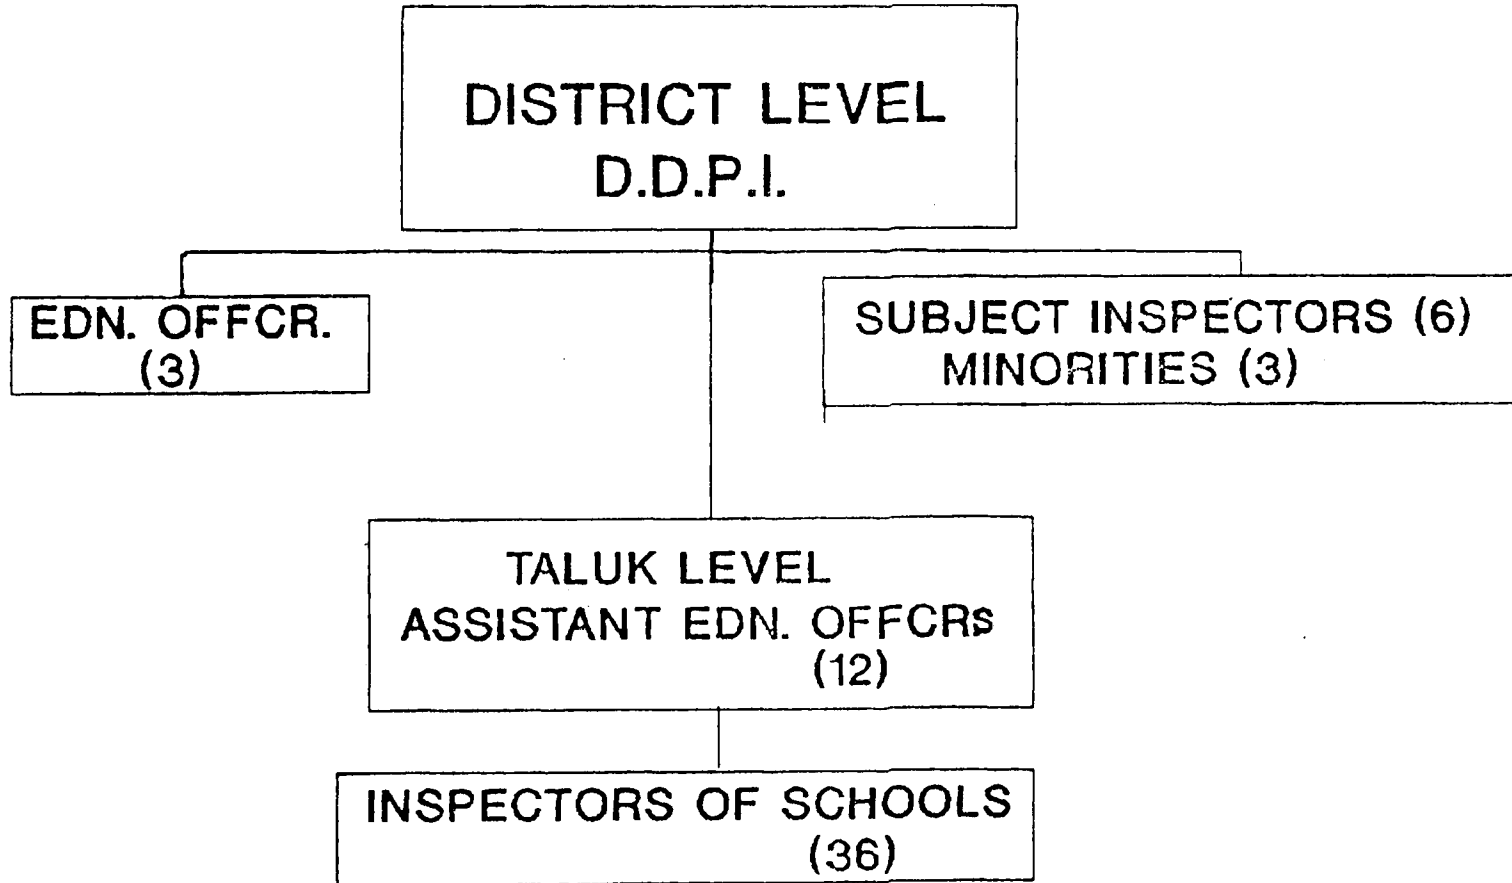 DISTRICT LEVEL
D.D.P.I.
EDN. OFFCR.
(3)
SUBJECT INSPECTORS (6)
MINORITIES (3)
TALUK LEVEL
ASSISTANT EDN. OFFCRs
(12)
INSPECTORS OF SCHOOLS
(36)